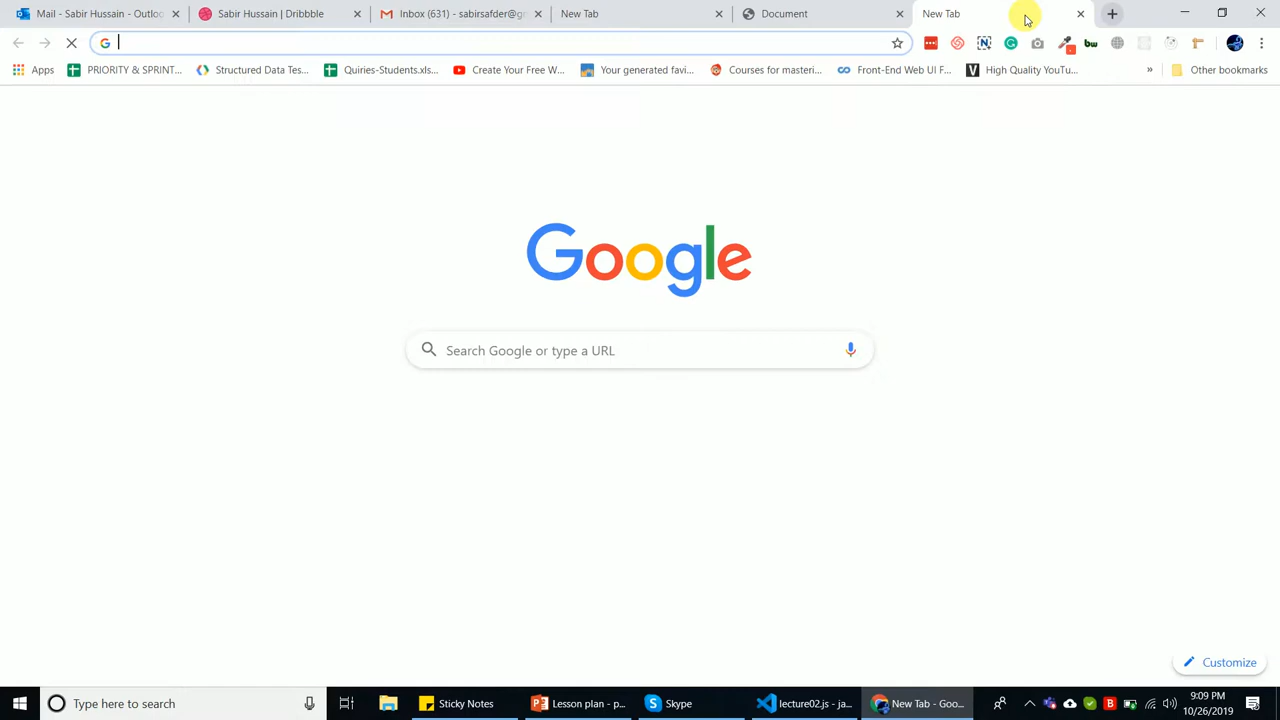 Mail - Sabir Hussain - Outloo
Sabir Hussain | Dribbble
Inbox (631) - sabirsafder@gm
New Tab
Document
New Tab
Apps
PRIORITY & SPRINT...
Structured Data Tes...
Quiries-Students.xls...
Create Your Free W...
Your generated favi...
Courses for masteri...
Front-End Web UI F...
High Quality YouTu...
»
Other bookmarks
Google
Search Google or type a URL
Customize
Type here to search
Sticky Notes
Lesson plan - p...
Skype
lecture02.js - ja...
New Tab - Goo...
9:09 PM
10/26/2019